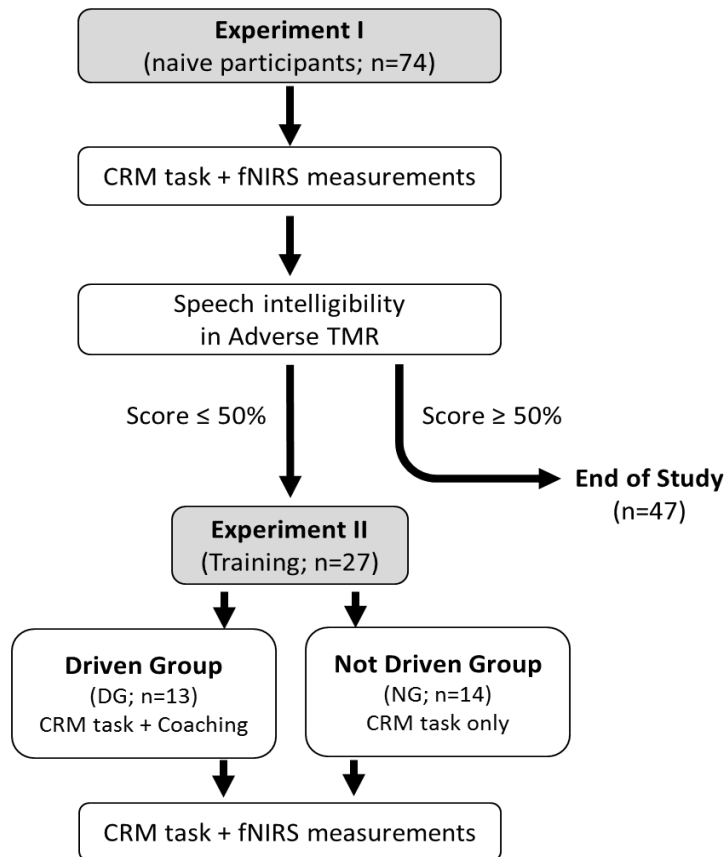 Experiment I
(naive participants; n=74)
CRM task + fNIRS measurements
Speech intelligibility
in Adverse TMR
Score ≤ 50%
Score ≥ 50%
End of Study
(n=47)
Experiment II
(Training; n=27)
Driven Group
(DG; n=13)
CRM task + Coaching
Not Driven Group
(NG; n=14)
CRM task only
CRM task + fNIRS measurements